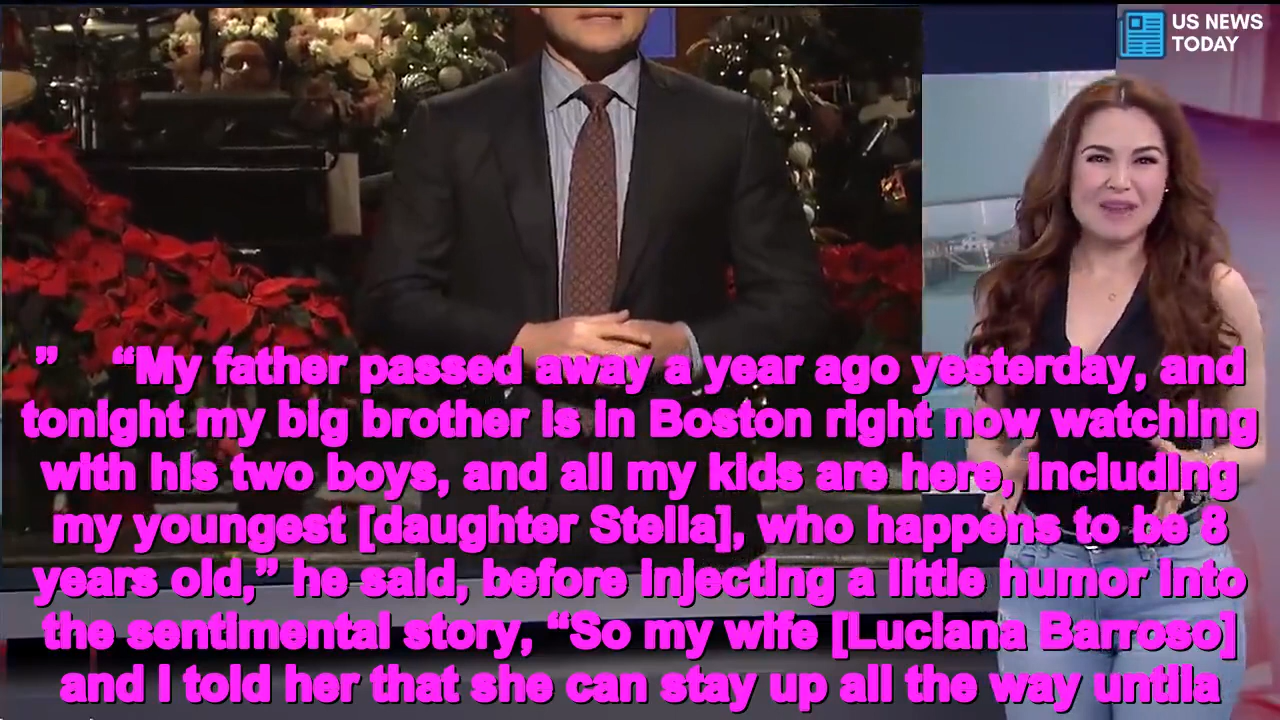 US NEWS
TODAY
” “My father passed away a year ago yesterday, and
tonight my big brother is in Boston right now watching
with his two boys, and all my kids are here, including
my youngest [daughter Stella], who happens to be 8
years old,” he said, before injecting a little humor into
the sentimental story, “So my wife [Luciana Barroso]
and I told her that she can stay up all the way untila